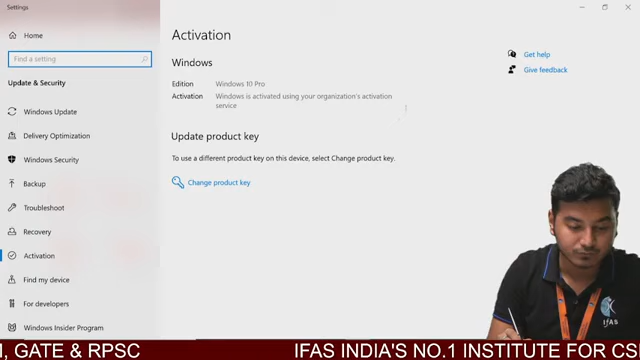 Settings
Home
Find a setting
Update & Security
Windows Update
Delivery Optimization
Windows Security
Backup
Troubleshoot
Recovery
Activation
Find my device
For developers
Windows Insider Program
Activation
Windows
Edition Windows 10 Pro
Activation Windows is activated using your organization's activation
service
Update product key
To use a different product key on this device, select Change product key.
Change product key
Get help
Give feedback
iFAS
, GATE & RPSC IFAS INDIA'S NO.1 INSTITUTE FOR CS